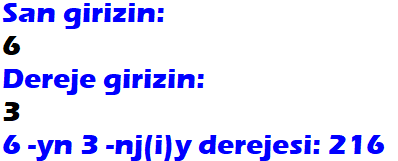 San girizin:
6
Dereje girizin:
3
6 -yn 3 -nj(i)y derejesi: 216